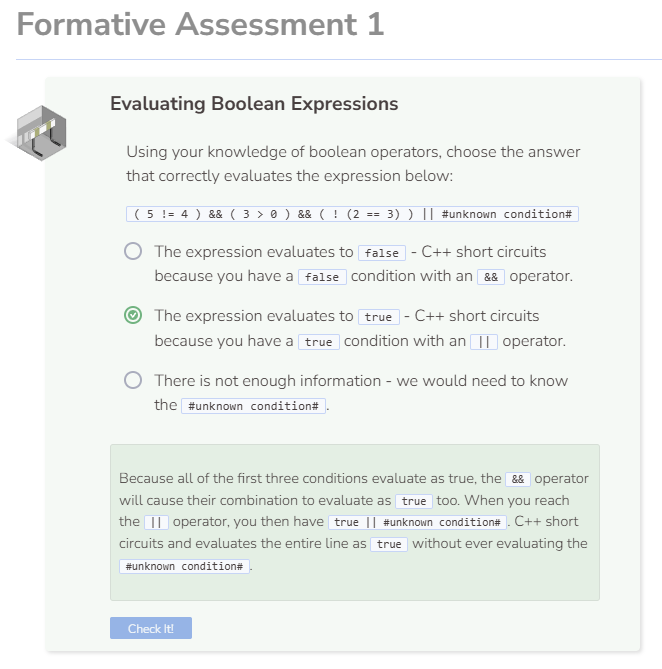 Formative Assessment 1
Evaluating Boolean Expressions
Using your knowledge of boolean operators, choose the answer
that correctly evaluates the expression below:
( 5 != 4 ) && ( 3 > 0 ) && ( ! (2 == 3) ) || #unknown condition#
The expression evaluates to false - C++ short circuits
because you have a false condition with an && operator.
The expression evaluates to true - C++ short circuits
because you have a true condition with an || operator.
There is not enough information - we would need to know
the #unknown condition#.
Because all of the first three conditions evaluate as true, the && operator
will cause their combination to evaluate as true too. When you reach
the || operator, you then have true || #unknown condition#. C++ short
circuits and evaluates the entire line as true without ever evaluating the
#unknown condition#.
Check It!